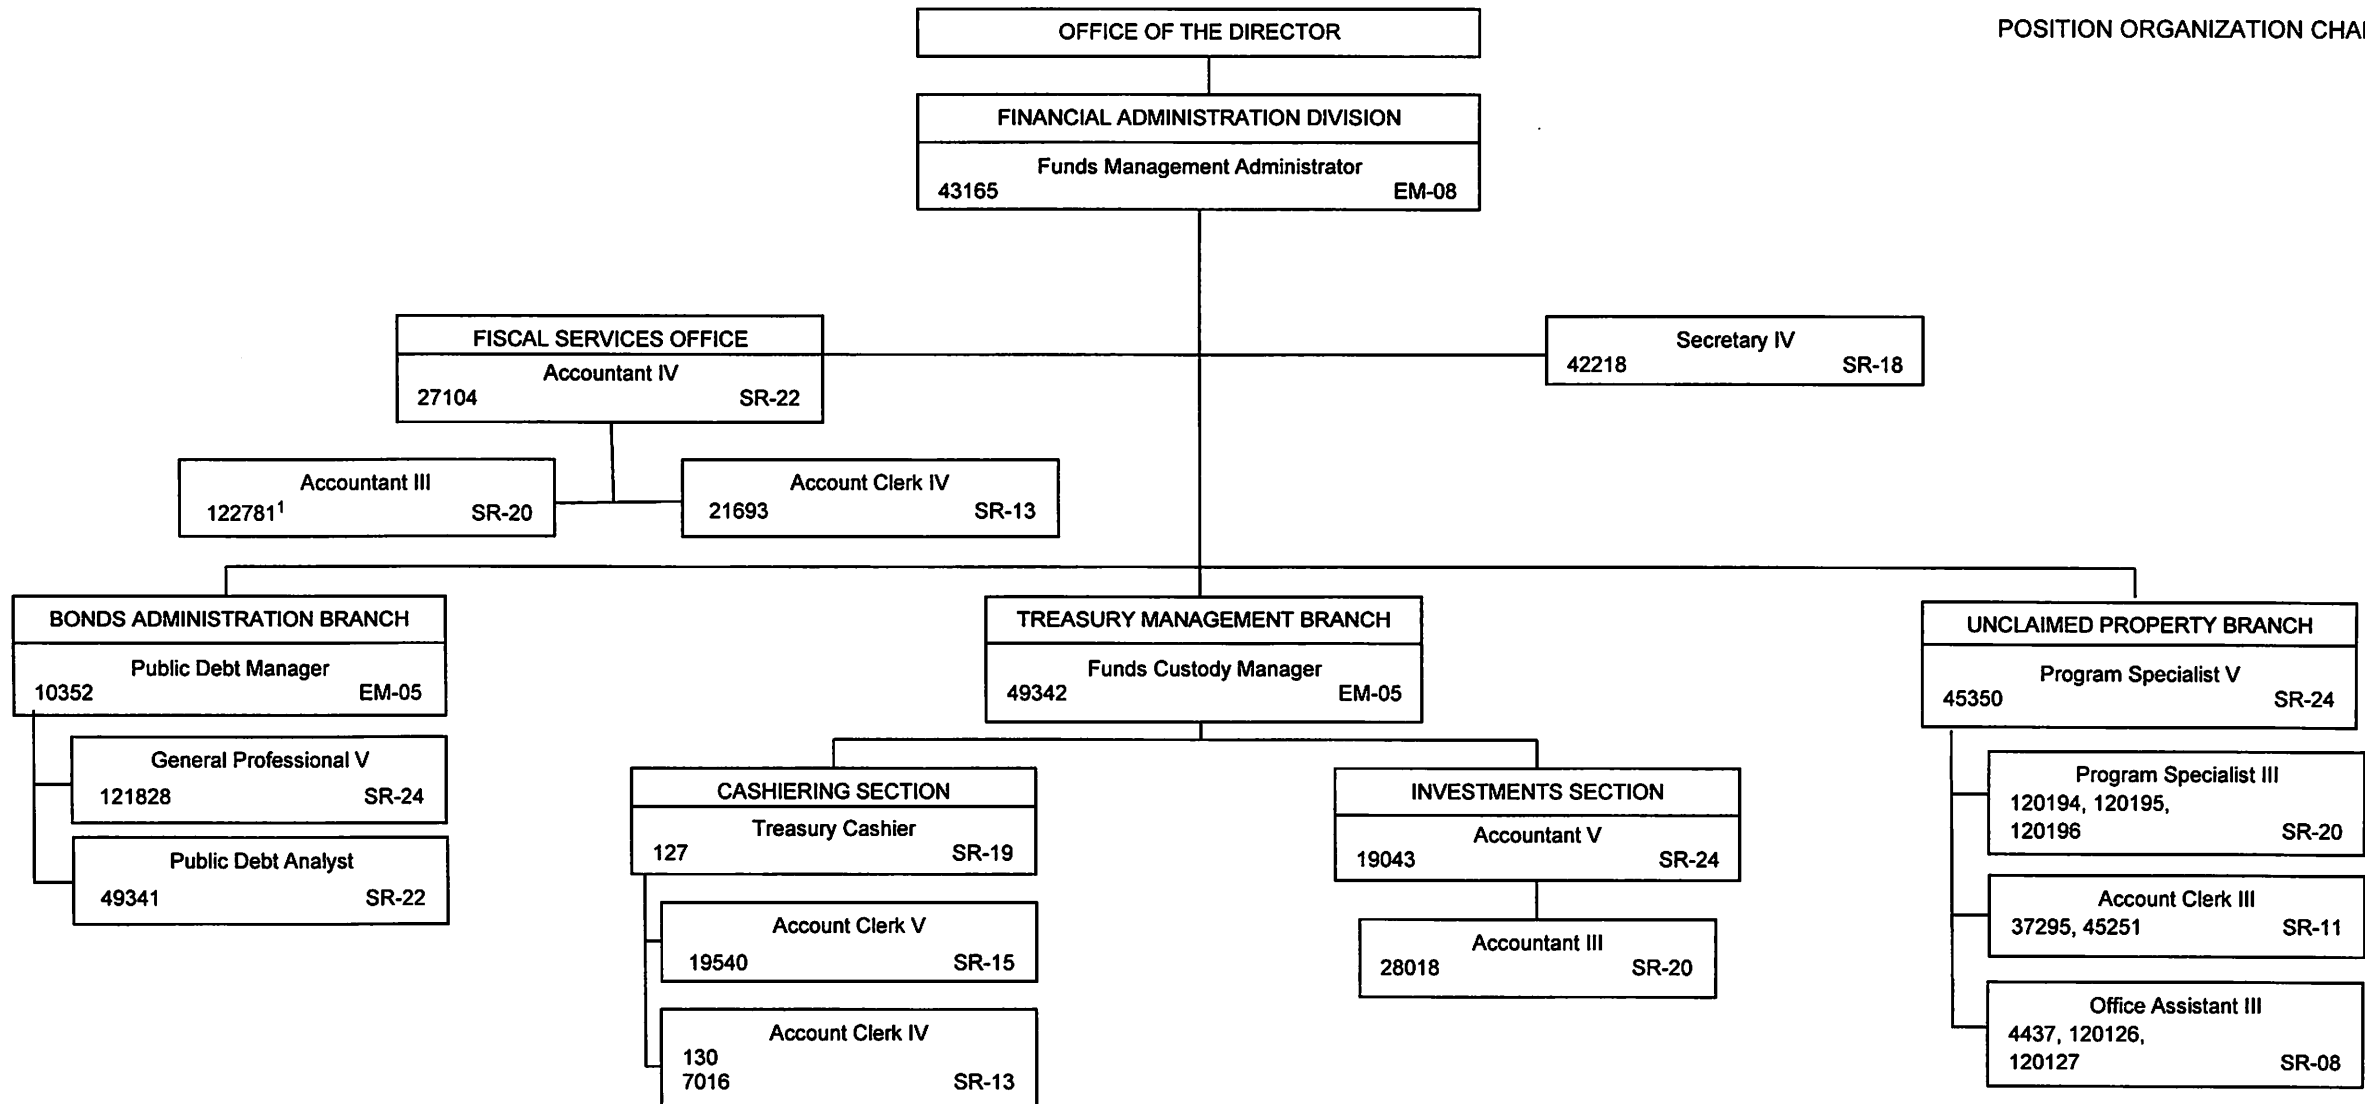 OFFICE OF THE DIRECTOR
POSITION ORGANIZATION
FINANCIAL ADMINISTRATION DIVISION
Funds Management Administrator
43165 EM-08
FISCAL SERVICES OFFICE
Accountant IV
27104 SR-22
Secretary IV
42218 SR-18
Accountant III
122781¹ SR-20
Account Clerk IV
21693 SR-13
BONDS ADMINISTRATION BRANCH
Public Debt Manager
10352 EM-05
General Professional V
121828 SR-24
Public Debt Analyst
49341 SR-22
TREASURY MANAGEMENT BRANCH
Funds Custody Manager
49342 EM-05
CASHIERING SECTION
Treasury Cashier
127 SR-19
Account Clerk V
19540 SR-15
Account Clerk IV
130
7016 SR-13
INVESTMENTS SECTION
Accountant V
19043 SR-24
Accountant III
28018 SR-20
UNCLAIMED PROPERTY BRANCH
Program Specialist V
45350 SR-24
Program Specialist III
120194, 120195,
120196 SR-20
Account Clerk III
37295, 45251 SR-11
Office Assistant III
4437, 120126,
120127 SR-08